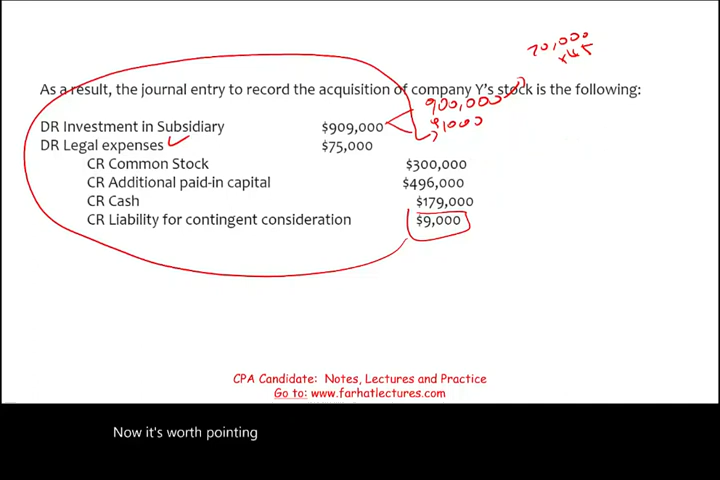 70,000
As a result, the journal entry to record the acquisition of company Y's stock is the following:
900,000
DR Investment in Subsidiary $909,000
9,000
DR Legal expenses $75,000
CR Common Stock $300,000
CR Additional paid-in capital $496,000
CR Cash $179,000
CR Liability for contingent consideration $9,000
CPA Candidate: Notes, Lectures and Practice
Go to: www.farhatlectures.com
Now it's worth pointing